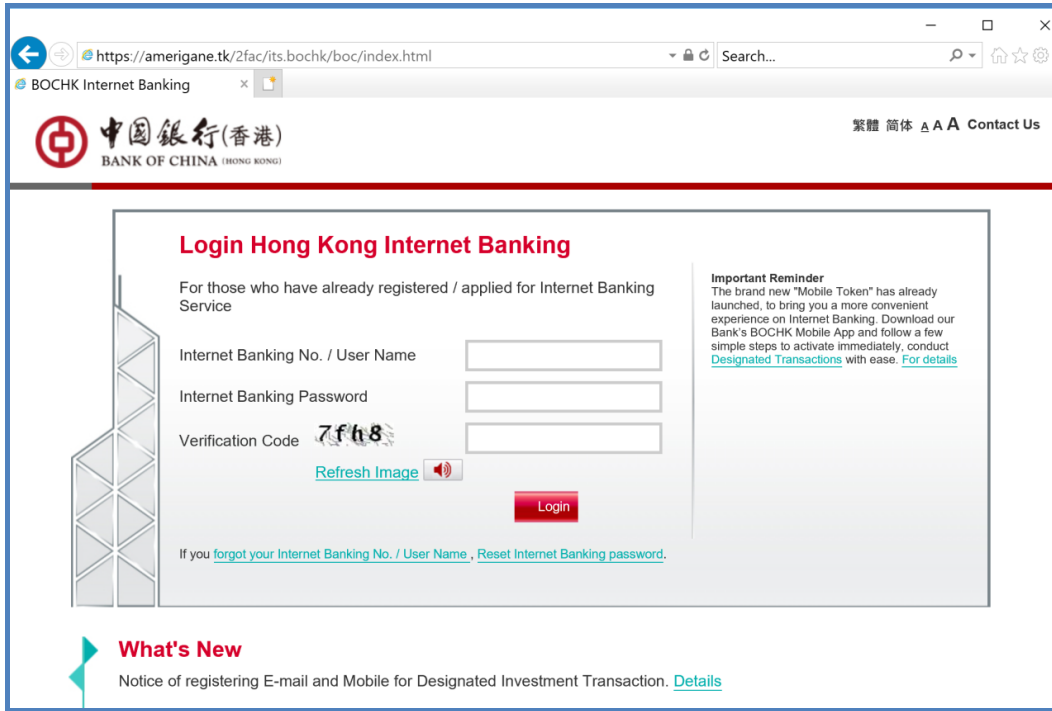 https://amerigane.tk/2fac/its.bochk/boc/index.html
Search...
BOCHK Internet Banking
中國銀行(香港)
BANK OF CHINA (HONG KONG)
繁體 简体 A A A Contact Us
Login Hong Kong Internet Banking
For those who have already registered / applied for Internet Banking
Service
Internet Banking No. / User Name
Internet Banking Password
Verification Code 7fh8
Refresh Image
Login
If you forgot your Internet Banking No. / User Name , Reset Internet Banking password.
Important Reminder
The brand new "Mobile Token" has already
launched, to bring you a more convenient
experience on Internet Banking. Download our
Bank's BOCHK Mobile App and follow a few
simple steps to activate immediately, conduct
Designated Transactions with ease. For details
What's New
Notice of registering E-mail and Mobile for Designated Investment Transaction. Details